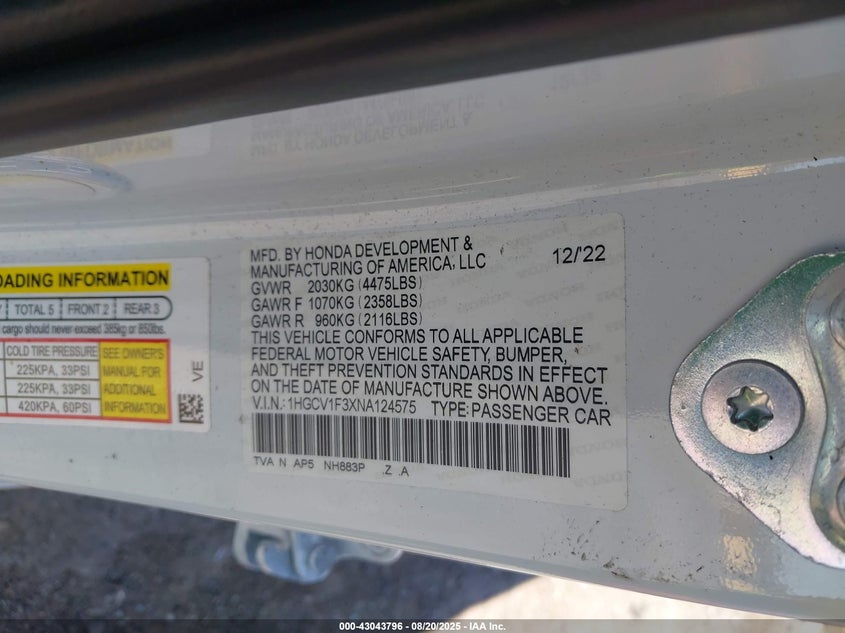 MFD. BY HONDA DEVELOPMENT &
MANUFACTURING OF AMERICA, LLC 12/'22
GVWR 2030KG (4475LBS)
GAWR F 1070KG (2358LBS)
GAWR R 960KG (2116LBS)
THIS VEHICLE CONFORMS TO ALL APPLICABLE
FEDERAL MOTOR VEHICLE SAFETY, BUMPER,
AND THEFT PREVENTION STANDARDS IN EFFECT
ON THE DATE OF MANUFACTURE SHOWN ABOVE.
V.I.N.: 1HGCV1F3XNA124575 TYPE: PASSENGER CAR
TVA N AP5 NH883P .Z .A
OADING INFORMATION
TOTAL 5 FRONT 2 REAR 3
cargo should never exceed 385kg or 850lbs.
COLD TIRE PRESSURE SEE OWNER'S
225KPA, 33PSI MANUAL FOR
225KPA, 33PSI ADDITIONAL
420KPA, 60PSI INFORMATION
VE
000-43043796 - 08/20/2025 - IAA Inc.